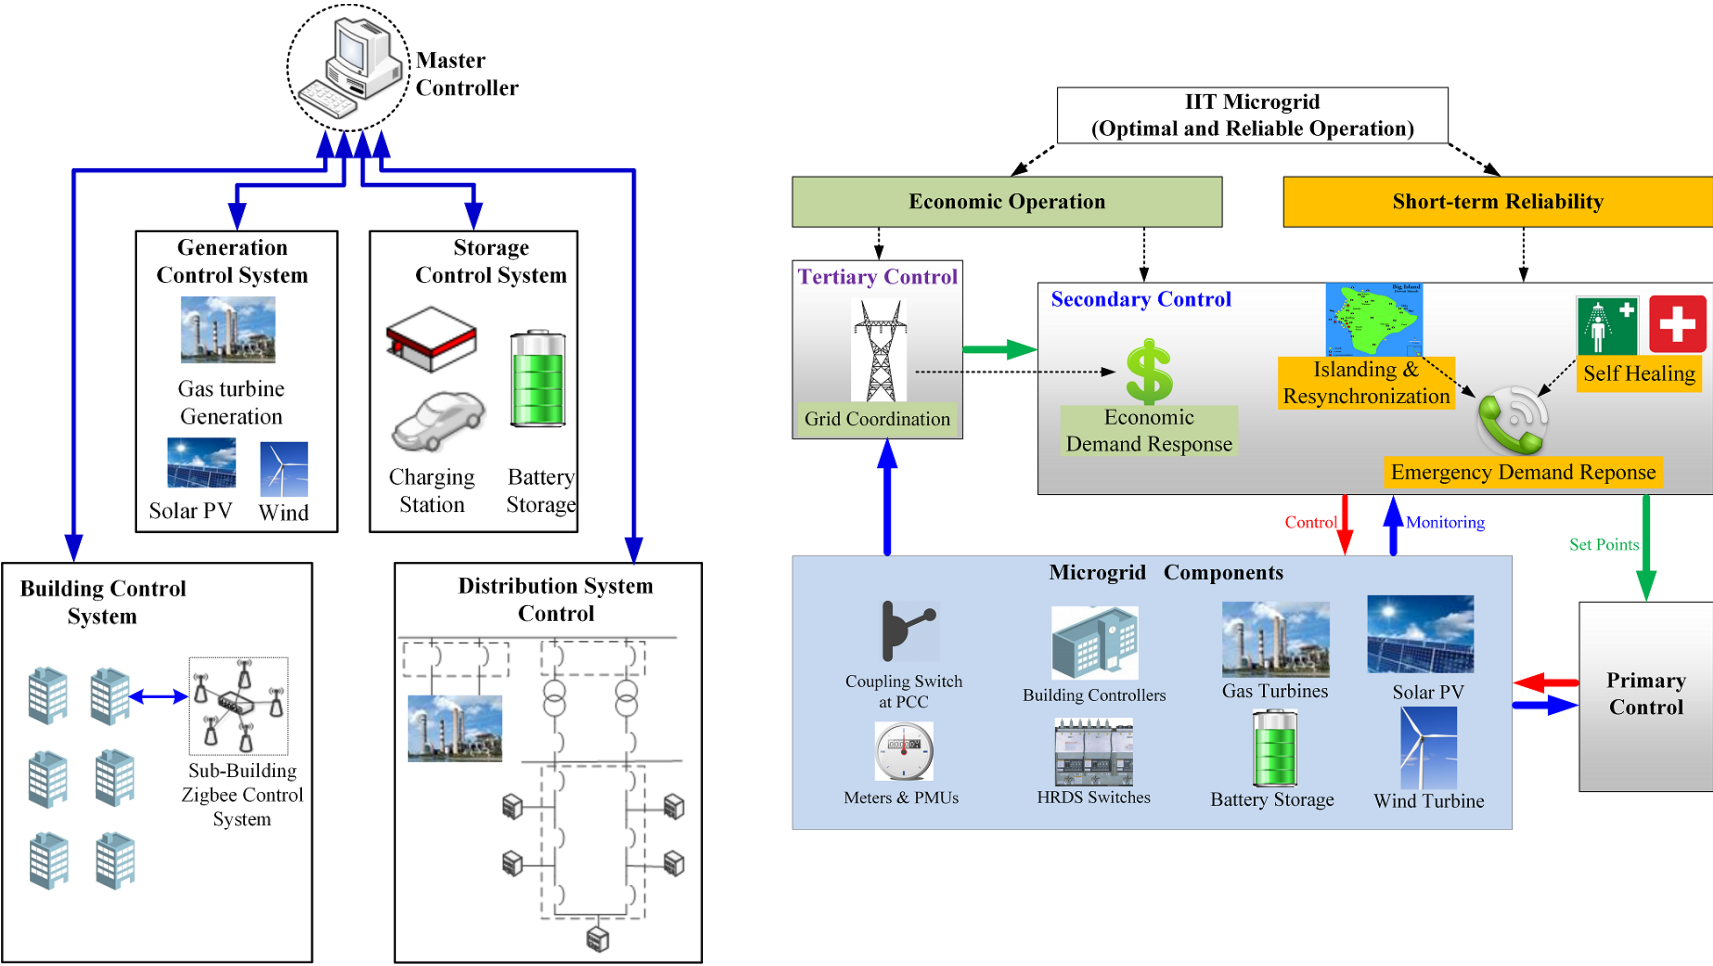 Master
Controller
Generation
Control System
Gas turbine
Generation
Solar PV
Wind
Storage
Control System
Charging
Station
Battery
Storage
Building Control
System
Sub-Building
Zigbee Control
System
Distribution System
Control
IIT Microgrid
(Optimal and Reliable Operation)
Economic Operation
Short-term Reliability
Tertiary Control
Grid Coordination
Secondary Control
Economic
Demand Response
Big Island
Islanding &
Resynchronization
Self Healing
Emergency Demand Reponse
Control
Monitoring
Set Points
Microgrid Components
Coupling Switch
at PCC
Building Controllers
Gas Turbines
Solar PV
Meters & PMUs
HRDS Switches
Battery Storage
Wind Turbine
Primary
Control